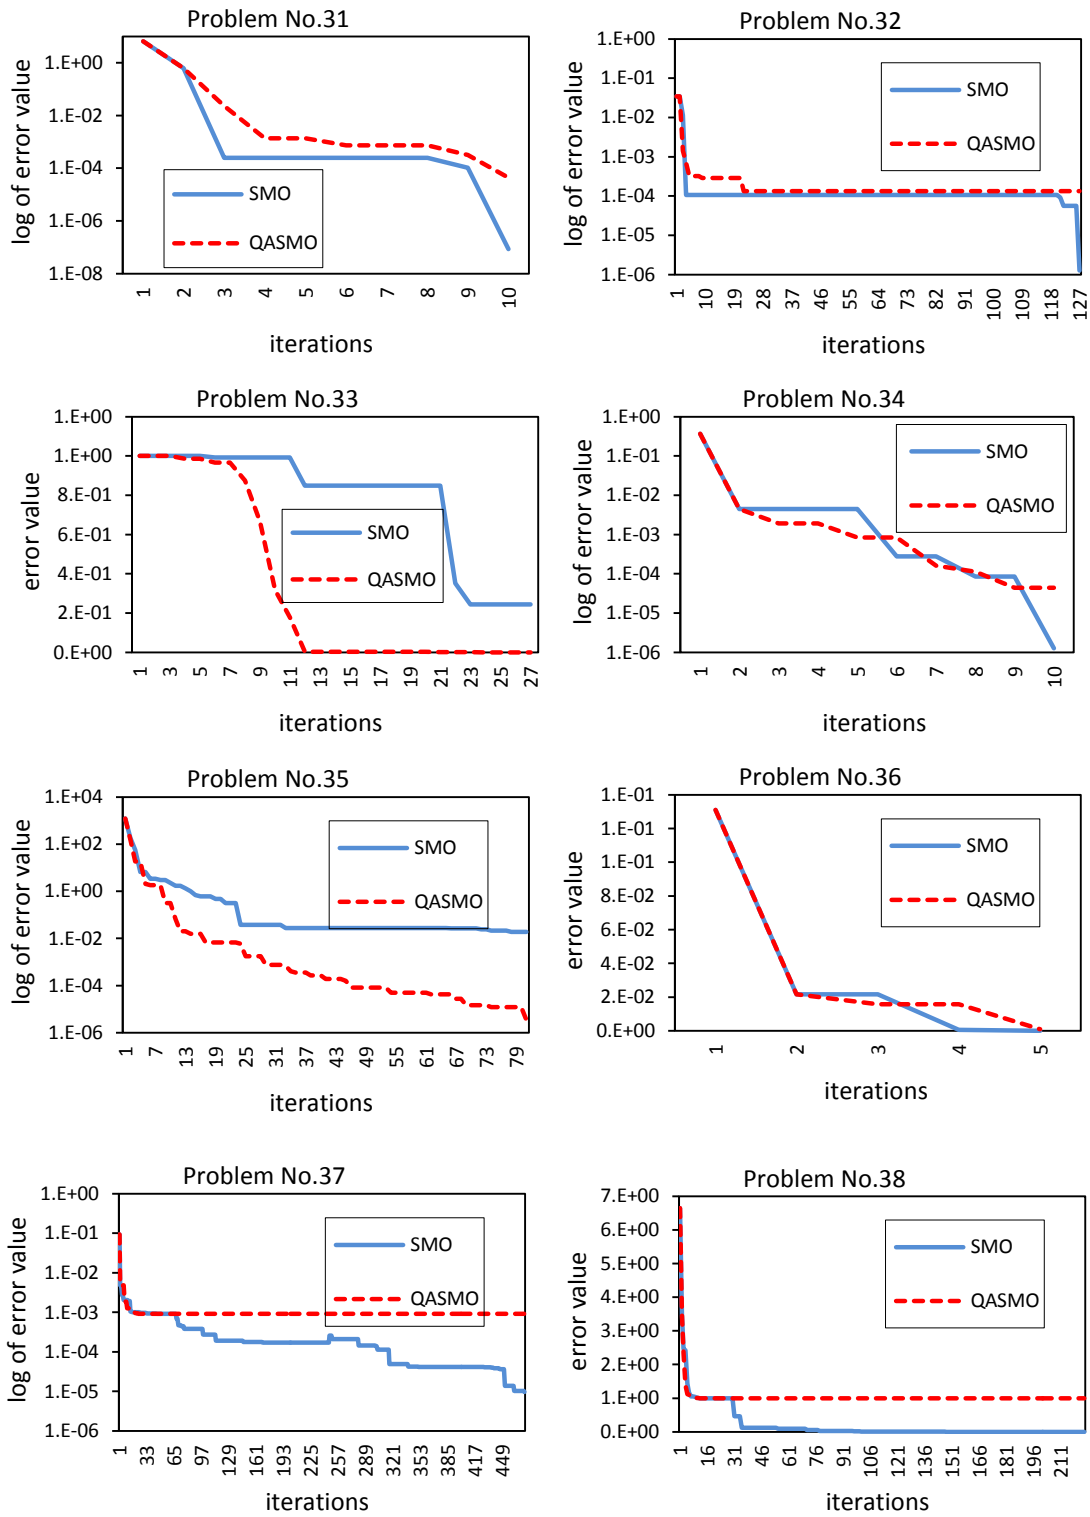 Problem No.31
log of error value
1.E+00
1.E-02
1.E-04
1.E-06
1.E-08
SMO
QASMO
1 2 3 4 5 6 7 8 9 10
iterations
Problem No.32
log of error value
1.E+00
1.E-01
1.E-02
1.E-03
1.E-04
1.E-05
1.E-06
SMO
QASMO
1 10 19 28 37 46 55 64 73 82 91 100 109 118 127
iterations
Problem No.33
error value
1.E+00
1.E+00
8.E-01
6.E-01
4.E-01
2.E-01
0.E+00
SMO
QASMO
1 3 5 7 9 11 13 15 17 19 21 23 25 27
iterations
Problem No.34
log of error value
1.E+00
1.E-01
1.E-02
1.E-03
1.E-04
1.E-05
1.E-06
SMO
QASMO
1 2 3 4 5 6 7 8 9 10
iterations
Problem No.35
log of error value
1.E+04
1.E+02
1.E+00
1.E-02
1.E-04
1.E-06
SMO
QASMO
1 7 13 19 25 31 37 43 49 55 61 67 73 79
iterations
Problem No.36
error value
1.E-01
1.E-01
1.E-01
8.E-02
6.E-02
4.E-02
2.E-02
0.E+00
SMO
QASMO
1 2 3 4 5
iterations
Problem No.37
log of error value
1.E+00
1.E-01
1.E-02
1.E-03
1.E-04
1.E-05
1.E-06
SMO
QASMO
1 33 65 97 129 161 193 225 257 289 321 353 385 417 449
iterations
Problem No.38
error value
7.E+00
6.E+00
5.E+00
4.E+00
3.E+00
2.E+00
1.E+00
0.E+00
SMO
QASMO
1 16 31 46 61 76 91 106 121 136 151 166 181 196 211
iterations